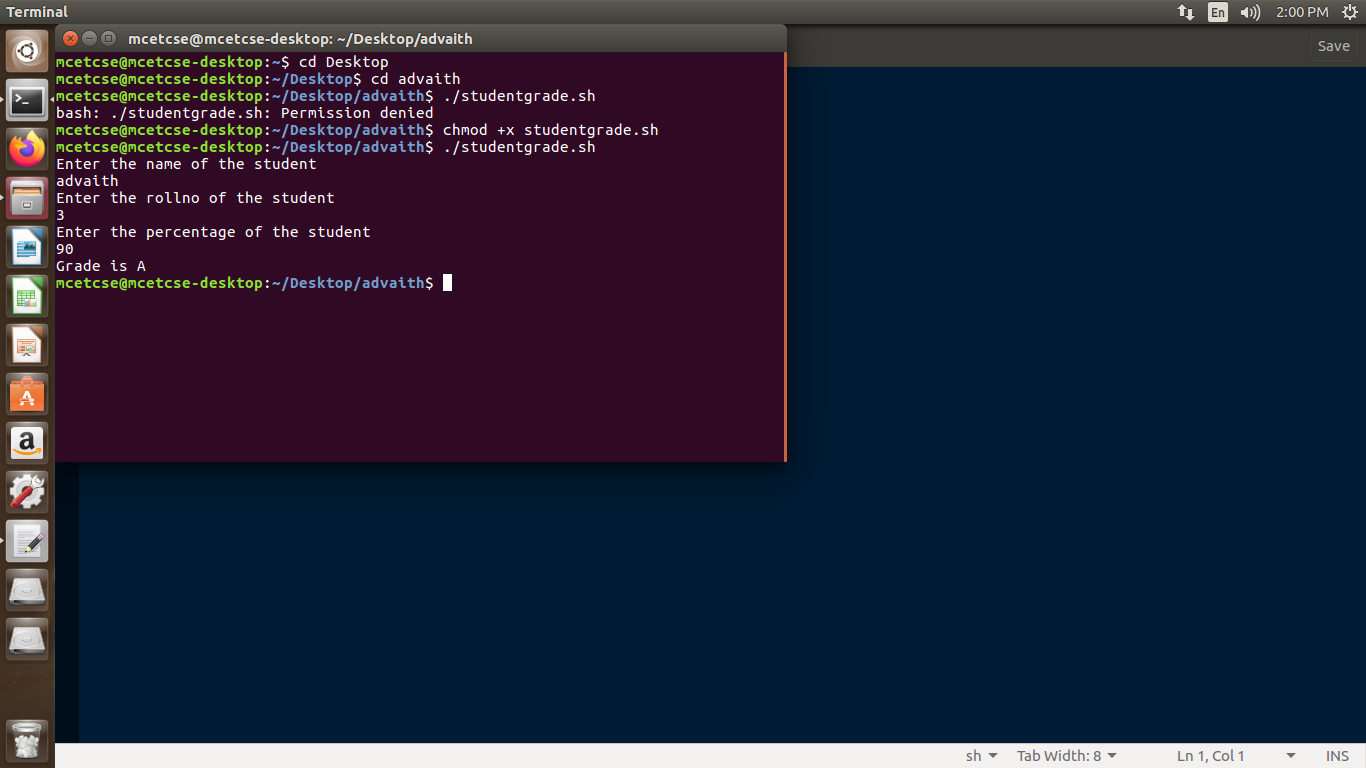 Terminal
En
2:00 PM
mcetcse@mcetcse-desktop: ~/Desktop/advaith
Save
mcetcse@mcetcse-desktop:~$ cd Desktop
mcetcse@mcetcse-desktop:~/Desktop$ cd advaith
mcetcse@mcetcse-desktop:~/Desktop/advaith$ ./studentgrade.sh
bash: ./studentgrade.sh: Permission denied
mcetcse@mcetcse-desktop:~/Desktop/advaith$ chmod +x studentgrade.sh
mcetcse@mcetcse-desktop:~/Desktop/advaith$ ./studentgrade.sh
Enter the name of the student
advaith
Enter the rollno of the student
3
Enter the percentage of the student
90
Grade is A
mcetcse@mcetcse-desktop:~/Desktop/advaith$
sh
Tab Width: 8
Ln 1, Col 1
INS